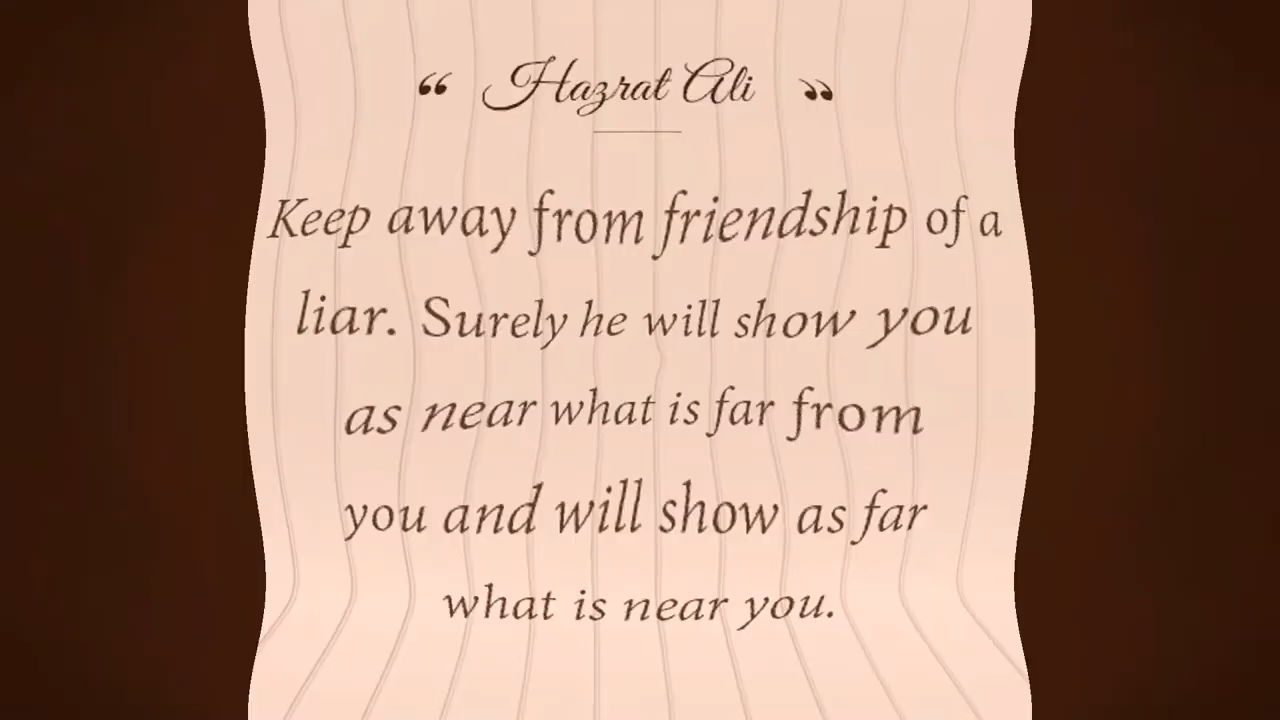 “ Hazrat Ali ”
Keep away from friendship of a
liar. Surely he will show you
as near what is far from
you and will show as far
what is near you.